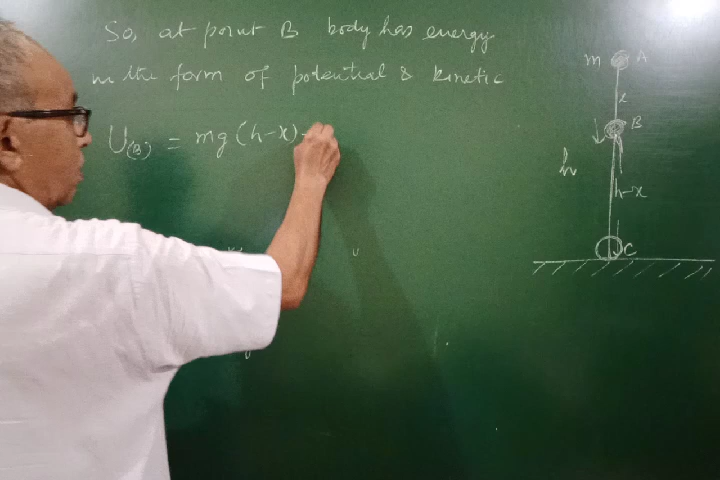 So, at point B body has energy
in the form of potential & kinetic
U(B) = mg(h-x)
m A
x
B
h
h-x
C